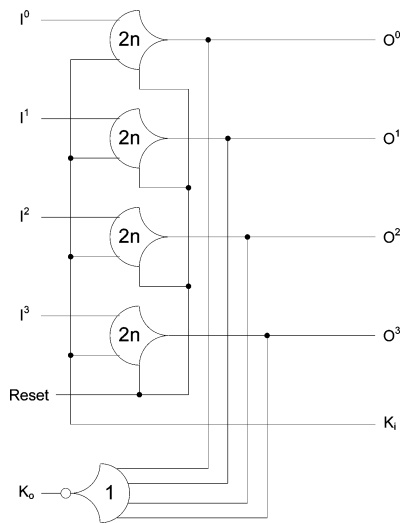 I⁰
2n
O⁰
I¹
2n
O¹
I²
2n
O²
I³
2n
O³
Reset
Kᵢ
Kₒ
1